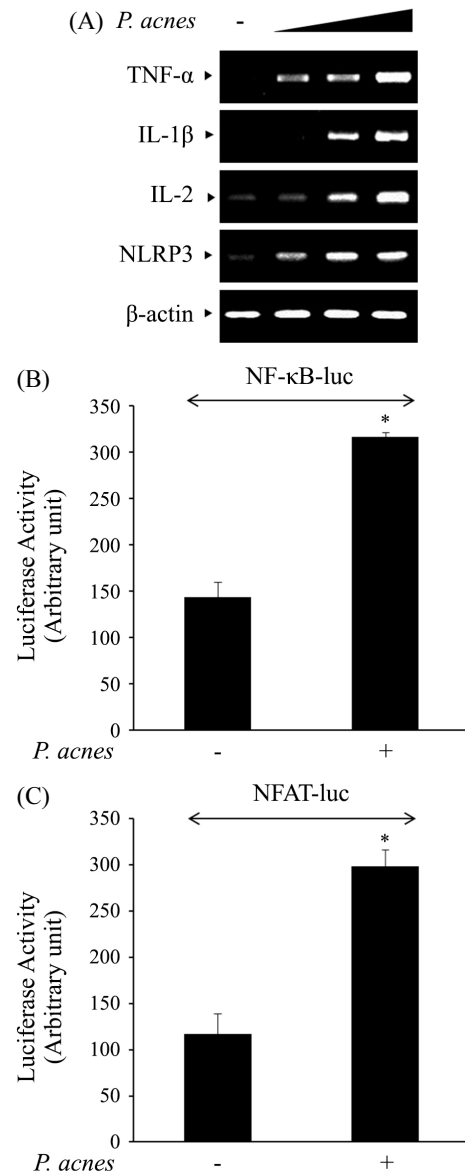 (A) P. acnes -
TNF-α
IL-1β
IL-2
NLRP3
β-actin
(B)
NF-κB-luc
Luciferase Activity
(Arbitrary unit)
350
300
250
200
150
100
50
0
*
P. acnes - +
(C)
NFAT-luc
Luciferase Activity
(Arbitrary unit)
350
300
250
200
150
100
50
0
*
P. acnes - +